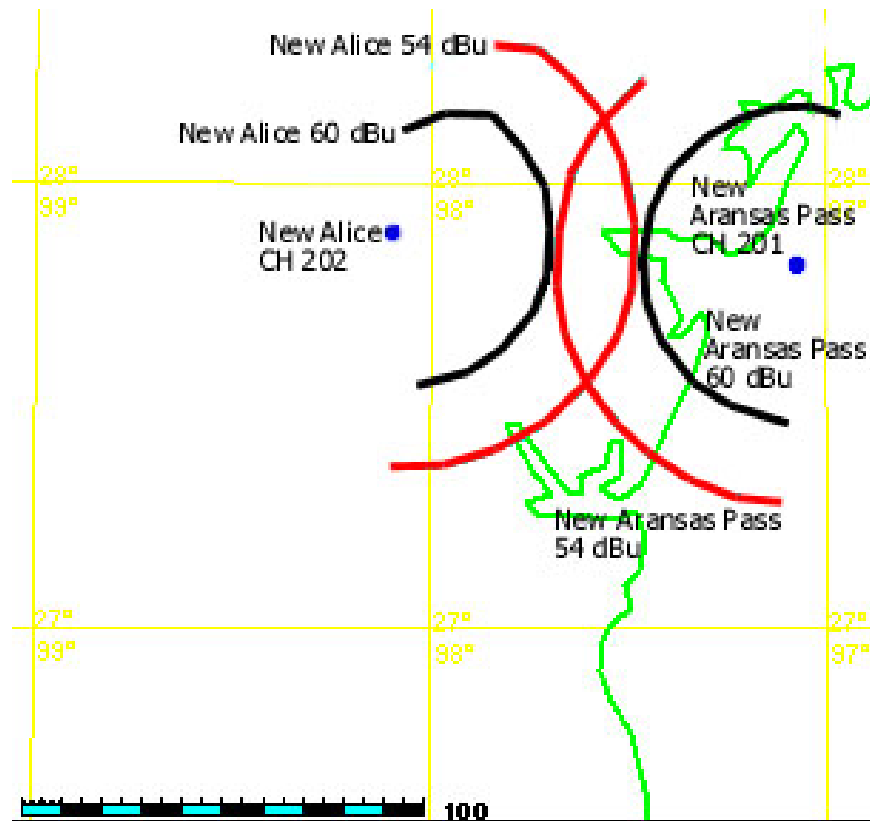 New Alice 54 dBu
New Alice 60 dBu
28°
99°
28°
98°
28°
97°
New
Aransas Pass
CH 201
New Alice
CH 202
New
Aransas Pass
60 dBu
New Aransas Pass
54 dBu
27°
99°
27°
98°
27°
97°
100